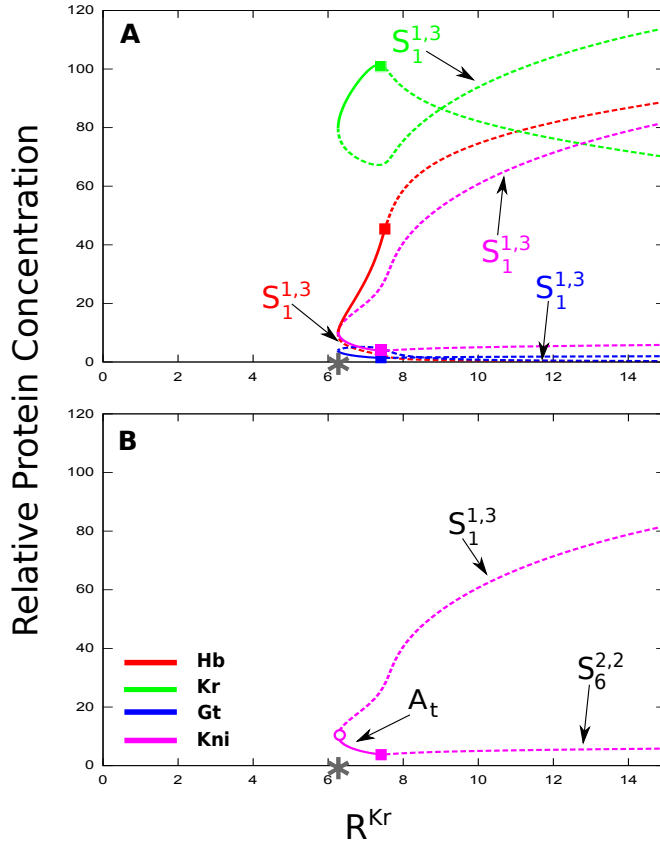 A
120
100
80
60
40
20
0
S₁^{1,3}
S₁^{1,3}
S₁^{1,3}
S₁^{1,3}
0 2 4 6 8 10 12 14
Relative Protein Concentration
B
120
100
80
60
40
20
0
S₁^{1,3}
S₆^{2,2}
A_t
Hb
Kr
Gt
Kni
0 2 4 6 8 10 12 14
R^{Kr}